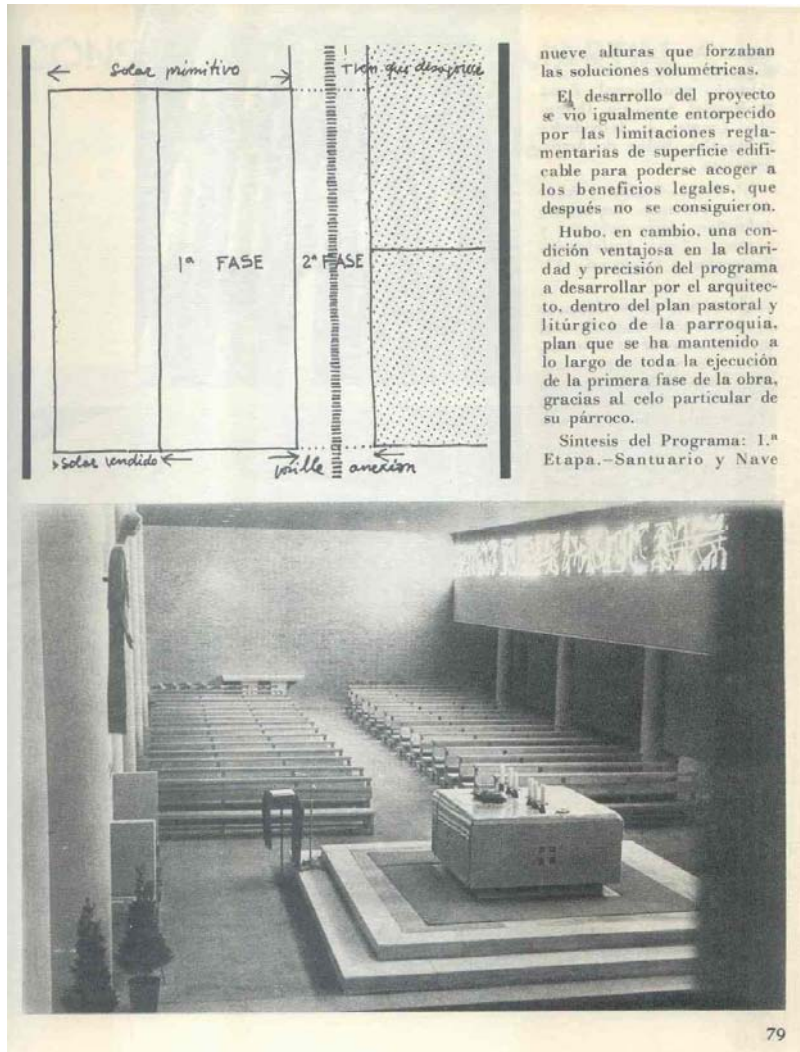 Solar primitivo
Tren que desaparece
1ª FASE
2ª FASE
Solar vendido
posible anexión
nueve alturas que forzaban
las soluciones volumétricas.
El desarrollo del proyecto
se vio igualmente entorpecido
por las limitaciones regla-
mentarias de superficie edifi-
cable para poderse acoger a
los beneficios legales, que
después no se consiguieron.
Hubo, en cambio, una con-
dición ventajosa en la clari-
dad y precisión del programa
a desarrollar por el arquitec-
to, dentro del plan pastoral y
litúrgico de la parroquia,
plan que se ha mantenido a
lo largo de toda la ejecución
de la primera fase de la obra,
gracias al celo particular de
su párroco.
Síntesis del Programa: 1.ª
Etapa.—Santuario y Nave
79